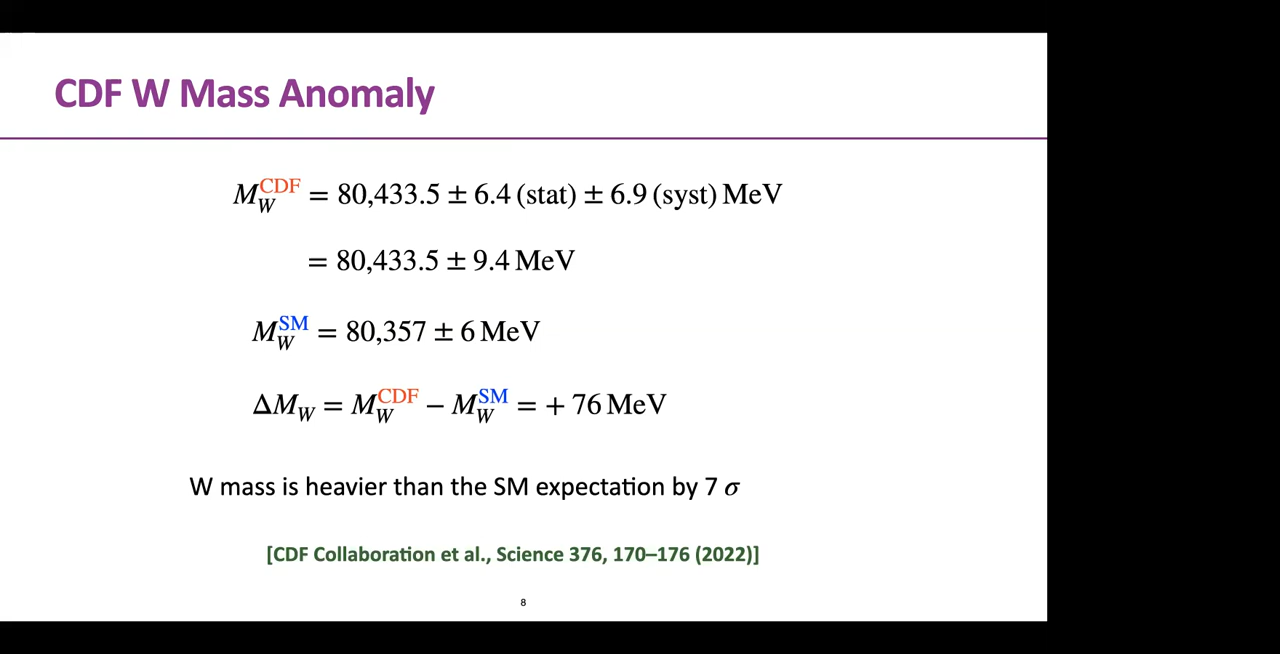 CDF W Mass Anomaly
M_W^CDF = 80,433.5 ± 6.4 (stat) ± 6.9 (syst) MeV
= 80,433.5 ± 9.4 MeV
M_W^SM = 80,357 ± 6 MeV
ΔM_W = M_W^CDF − M_W^SM = + 76 MeV
W mass is heavier than the SM expectation by 7 σ
[CDF Collaboration et al., Science 376, 170–176 (2022)]
8